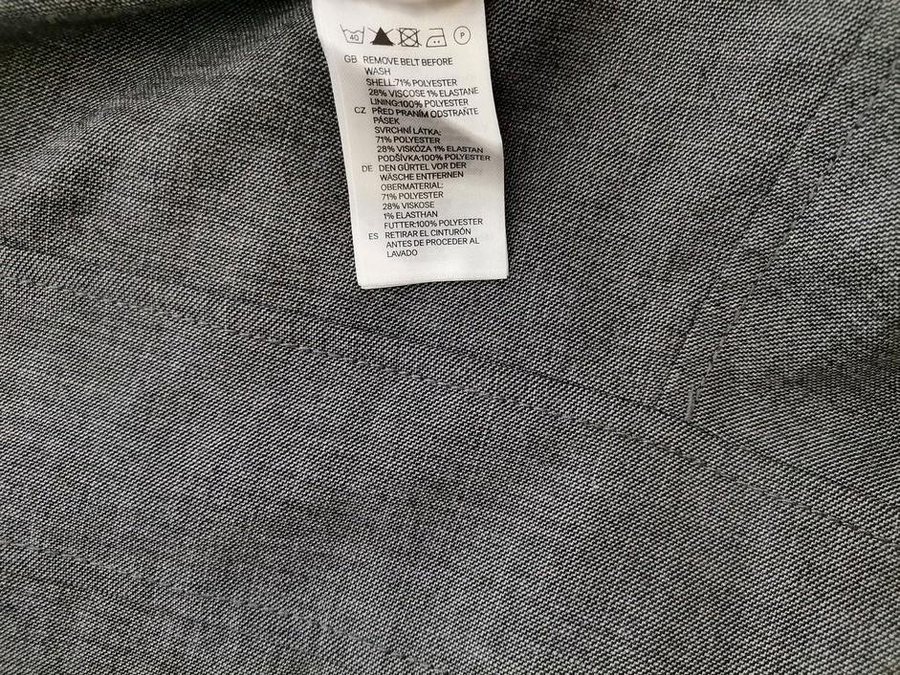 40 P
GB REMOVE BELT BEFORE
WASH
SHELL:71% POLYESTER
28% VISCOSE 1% ELASTANE
LINING:100% POLYESTER
CZ PŘED PRANÍM ODSTRAŇTE
PÁSEK
SVRCHNÍ LÁTKA:
71% POLYESTER
28% VISKÓZA 1% ELASTAN
PODŠÍVKA:100% POLYESTER
DE DEN GÜRTEL VOR DER
WÄSCHE ENTFERNEN
OBERMATERIAL:
71% POLYESTER
28% VISKOSE
1% ELASTHAN
FUTTER:100% POLYESTER
ES RETIRAR EL CINTURÓN
ANTES DE PROCEDER AL
LAVADO